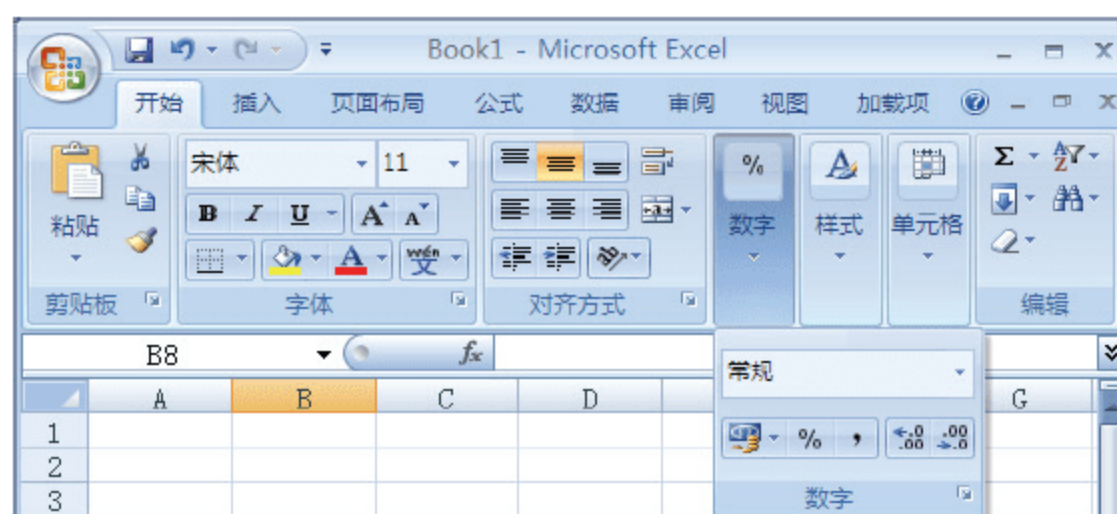 Book1 - Microsoft Excel
开始 插入 页面布局 公式 数据 审阅 视图 加载项
宋体 11
% Σ A Z
粘贴 B I U A A 数字 样式 单元格
A wén 文
剪贴板 字体 对齐方式 编辑
B8 fx
常规
A B C D G
1 % , .0 .00 .00 .0
2
3 数字